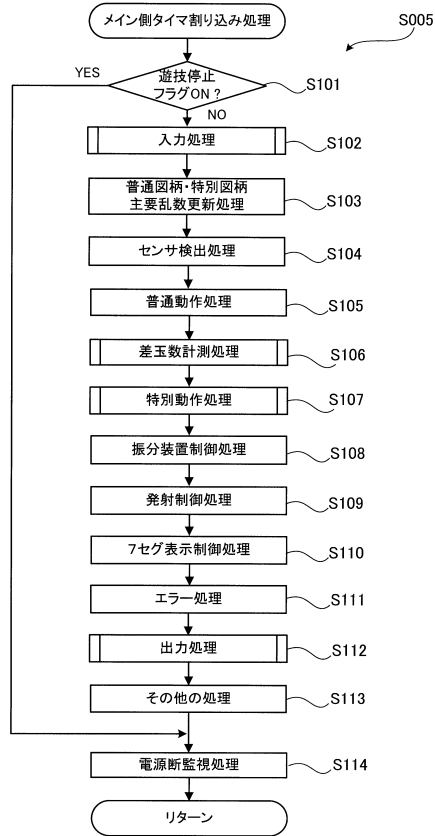 メイン側タイマ割り込み処理
S005
YES
遊技停止
フラグON?
S101
NO
入力処理
S102
普通図柄・特別図柄
主要乱数更新処理
S103
センサ検出処理
S104
普通動作処理
S105
差玉数計測処理
S106
特別動作処理
S107
振分装置制御処理
S108
発射制御処理
S109
7セグ表示制御処理
S110
エラー処理
S111
出力処理
S112
その他の処理
S113
電源断監視処理
S114
リターン